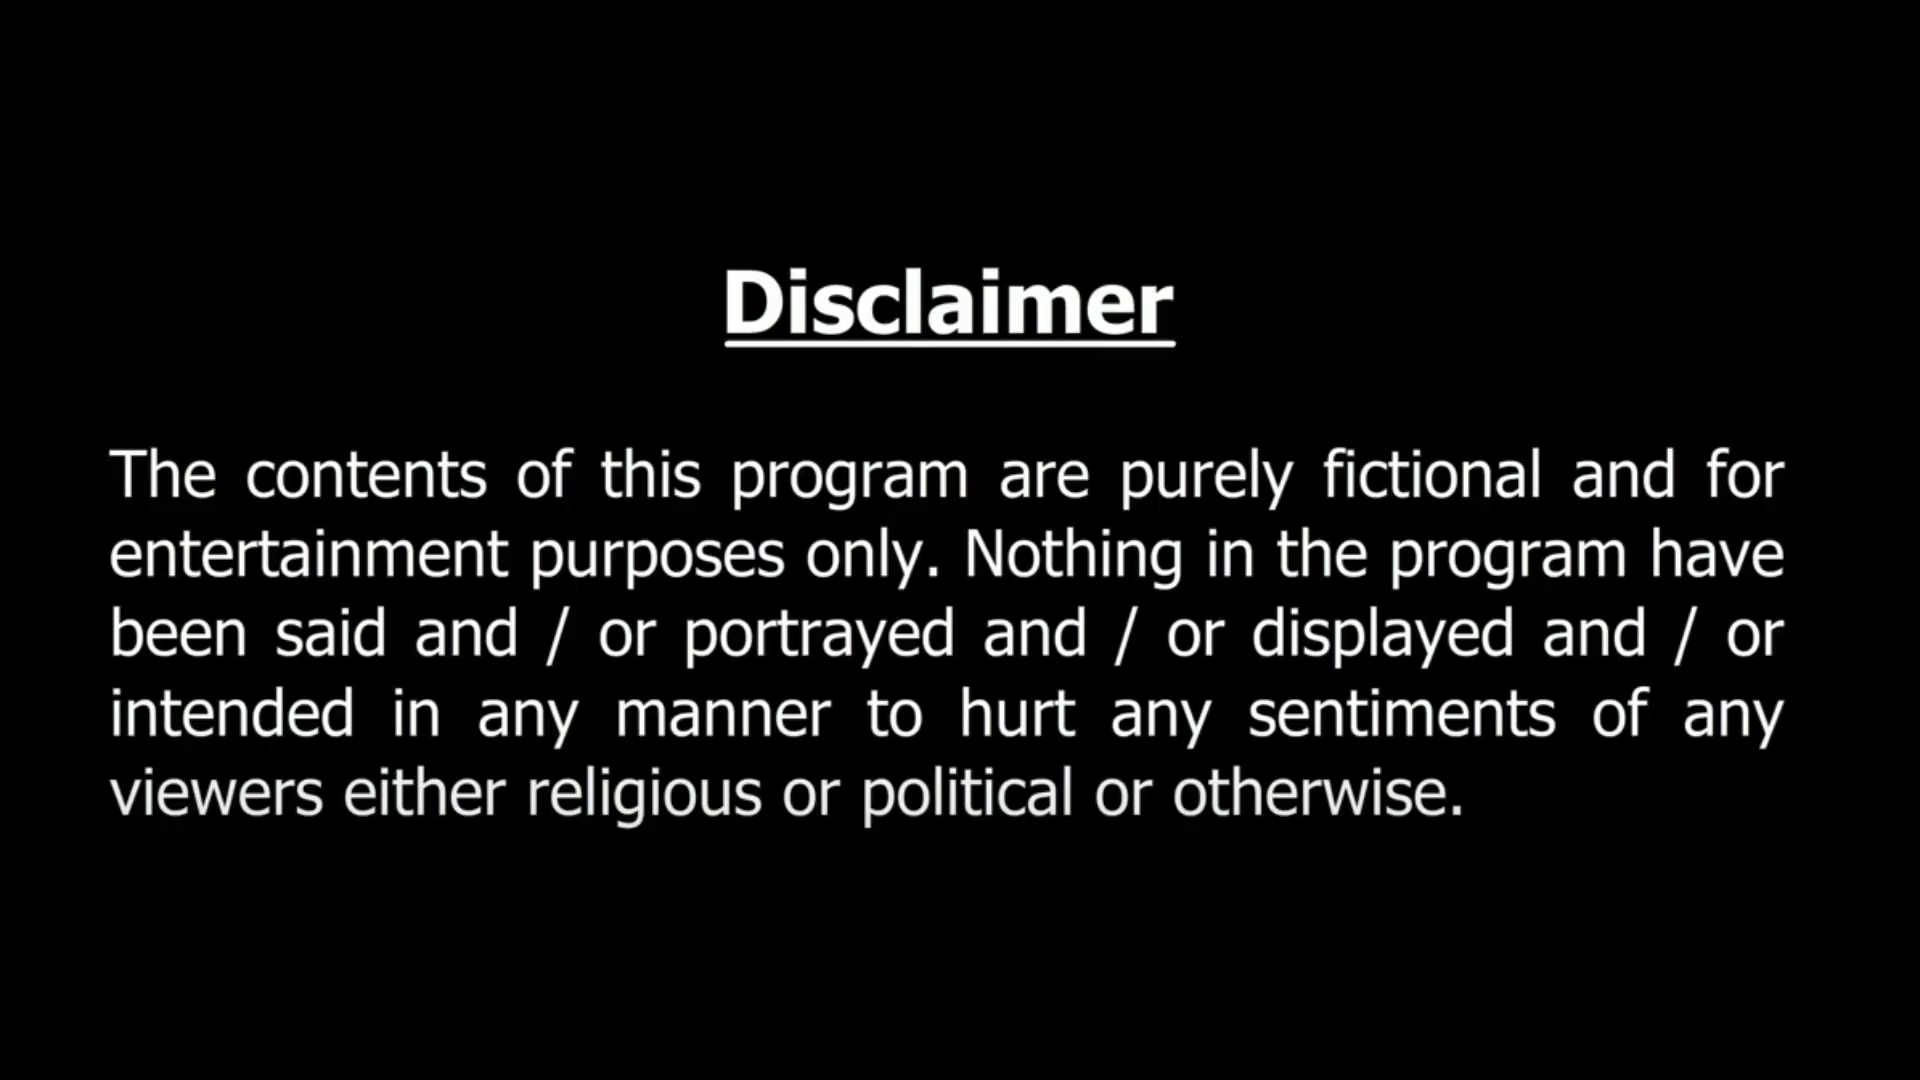 Disclaimer
The contents of this program are purely fictional and for
entertainment purposes only. Nothing in the program have
been said and / or portrayed and / or displayed and / or
intended in any manner to hurt any sentiments of any
viewers either religious or political or otherwise.